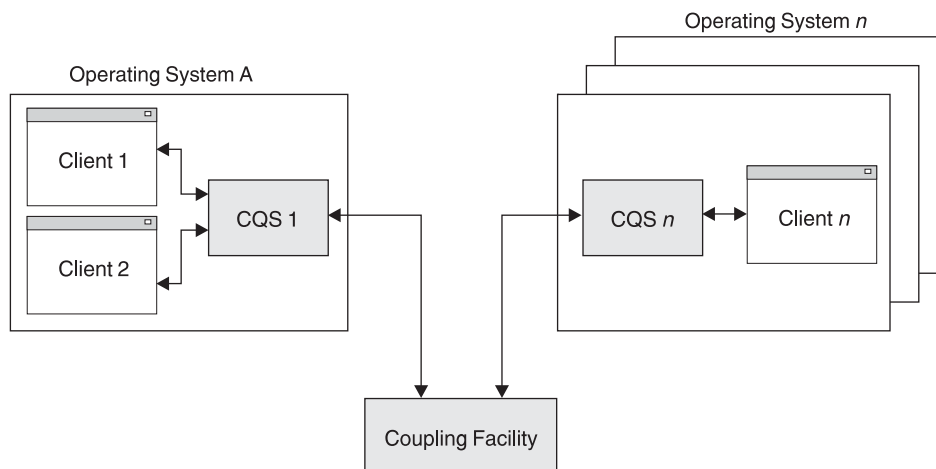 Operating System A
Client 1
Client 2
CQS 1
Operating System n
CQS n
Client n
Coupling Facility